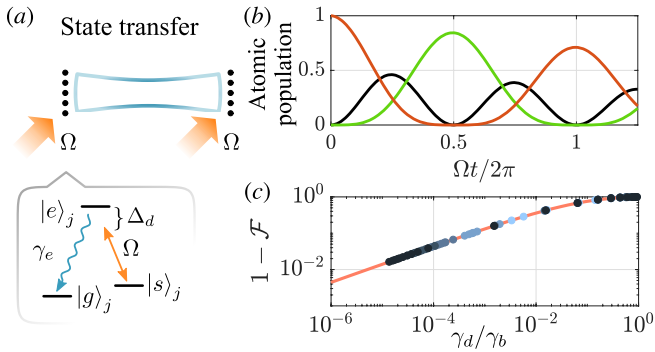 (a)
State transfer
Ω
Ω
|e⟩_j
} Δ_d
γ_e
Ω
|g⟩_j
|s⟩_j
(b)
Atomic
population
1
0.5
0
0
0.5
1
Ωt/2π
(c)
1 − ℱ
10^0
10^-2
10^-6
10^-4
10^-2
10^0
γ_d/γ_b